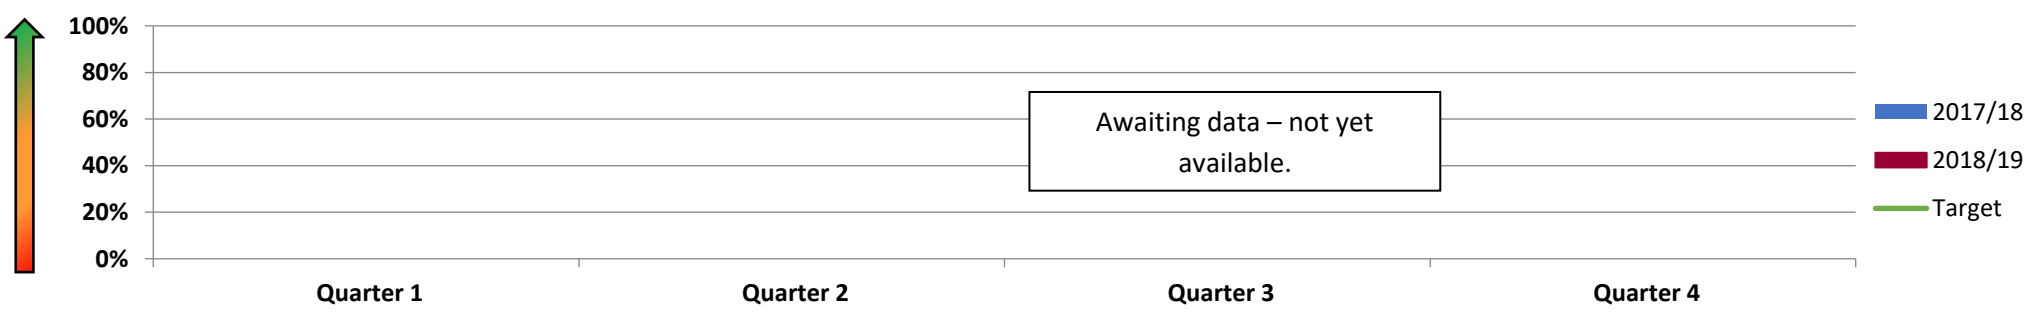 100%
80%
60%
40%
20%
0%
Awaiting data – not yet
available.
2017/18
2018/19
Target
Quarter 1
Quarter 2
Quarter 3
Quarter 4